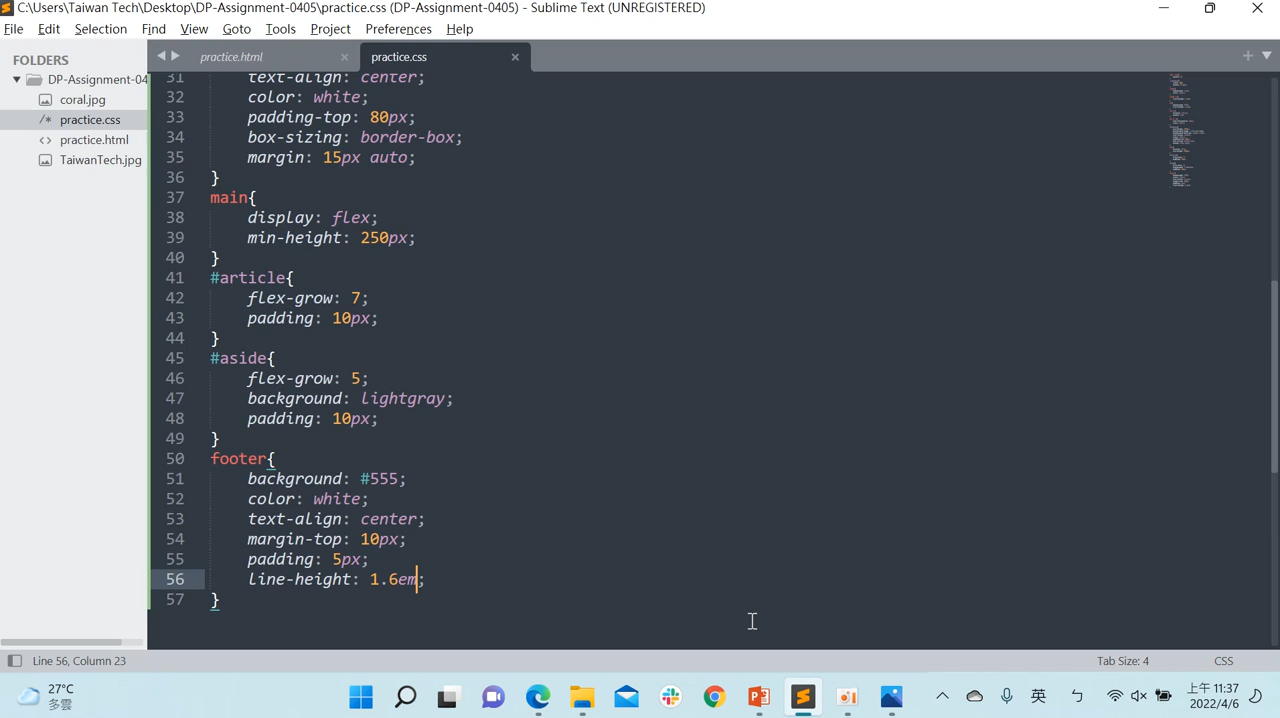 C:\Users\Taiwan Tech\Desktop\DP-Assignment-0405\practice.css (DP-Assignment-0405) - Sublime Text (UNREGISTERED)
File Edit Selection Find View Goto Tools Project Preferences Help
FOLDERS
DP-Assignment-04
coral.jpg
/* practice.css
<> practice.html
TaiwanTech.jpg
practice.html
practice.css
31 text-align: center;
32 color: white;
33 padding-top: 80px;
34 box-sizing: border-box;
35 margin: 15px auto;
36 }
37 main{
38 display: flex;
39 min-height: 250px;
40 }
41 #article{
42 flex-grow: 7;
43 padding: 10px;
44 }
45 #aside{
46 flex-grow: 5;
47 background: lightgray;
48 padding: 10px;
49 }
50 footer{
51 background: #555;
52 color: white;
53 text-align: center;
54 margin-top: 10px;
55 padding: 5px;
56 line-height: 1.6em;
57 }
Line 56, Column 23
Tab Size: 4
CSS
27°C
多雲
英
ㄅ
上午 11:37
2022/4/6